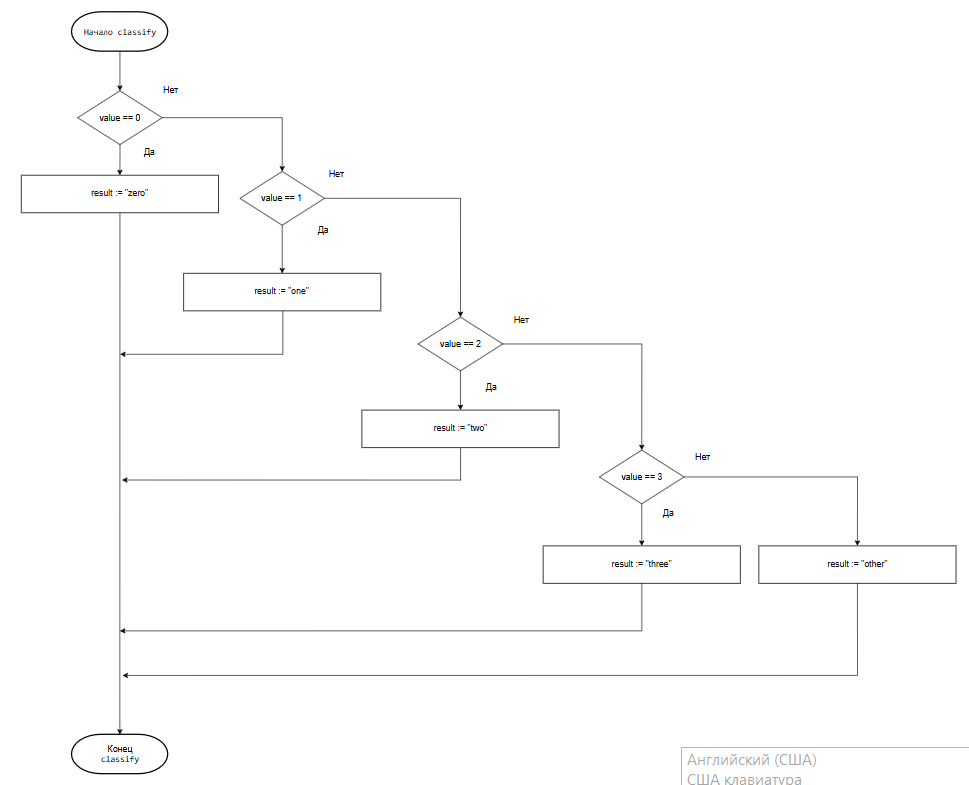 Начало classify
Нет
value == 0
Да
result := "zero"
Нет
value == 1
Да
result := "one"
Нет
value == 2
Да
result := "two"
Нет
value == 3
Да
result := "three"
result := "other"
Конец
classify
Английский (США)
США клавиатура